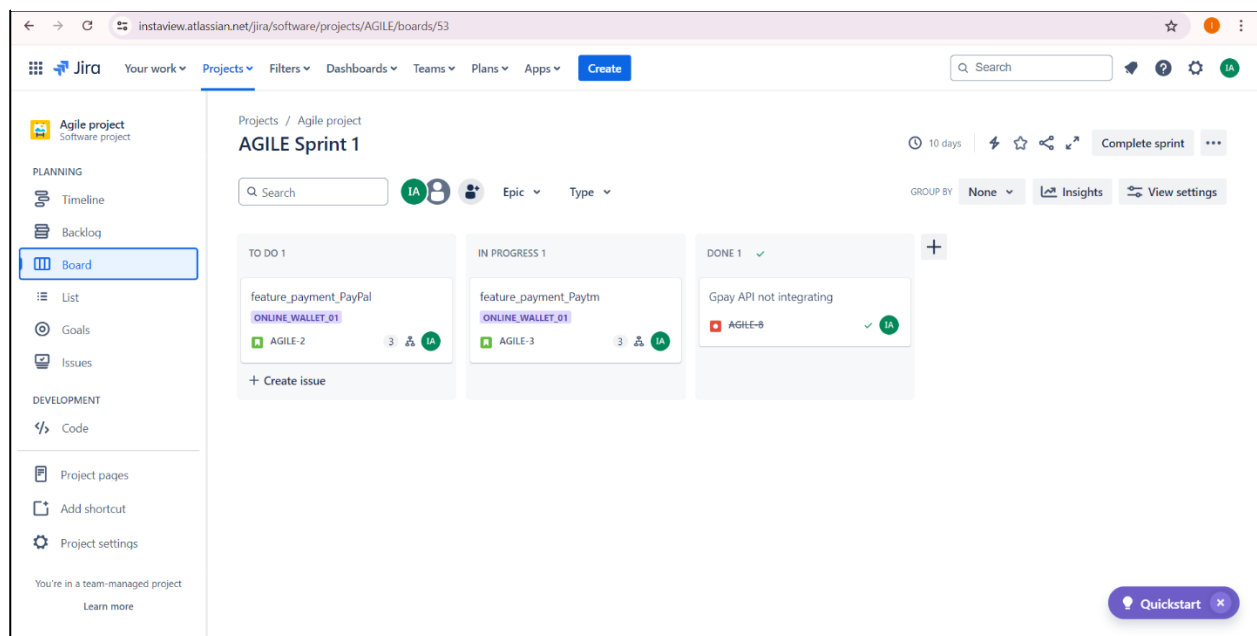 instaview.atlassian.net/jira/software/projects/AGILE/boards/53
I
Jira Your work Projects Filters Dashboards Teams Plans Apps Create Search IA
Agile project
Software project
PLANNING
Timeline
Backlog
Board
List
Goals
Issues
DEVELOPMENT
Code
Project pages
Add shortcut
Project settings
You're in a team-managed project
Learn more
Projects / Agile project
AGILE Sprint 1
10 days Complete sprint
Search IA Epic Type GROUP BY None Insights View settings
TO DO 1
feature_payment_PayPal
ONLINE_WALLET_01
AGILE-2 3 IA
+ Create issue
IN PROGRESS 1
feature_payment_Paytm
ONLINE_WALLET_01
AGILE-3 3 IA
DONE 1
Gpay API not integrating
AGILE-8 IA
Quickstart